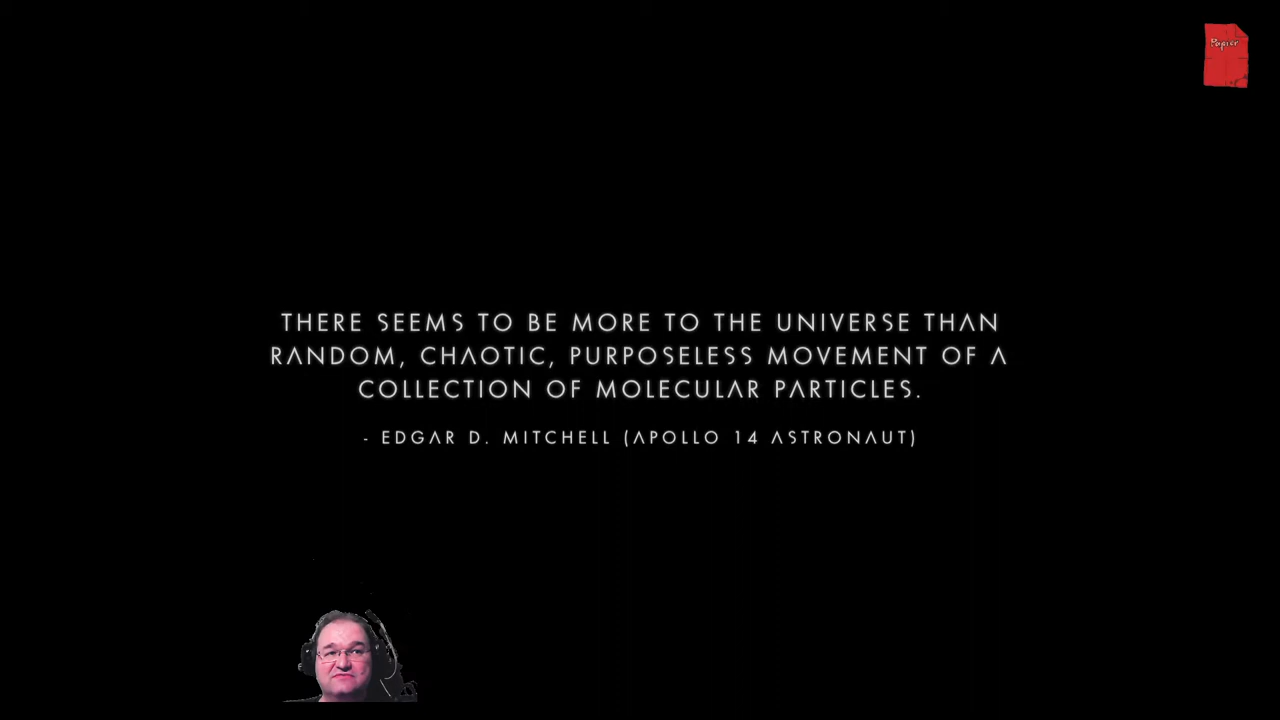 Papier
THERE SEEMS TO BE MORE TO THE UNIVERSE THAN
RANDOM, CHAOTIC, PURPOSELESS MOVEMENT OF A
COLLECTION OF MOLECULAR PARTICLES.
- EDGAR D. MITCHELL (APOLLO 14 ASTRONAUT)